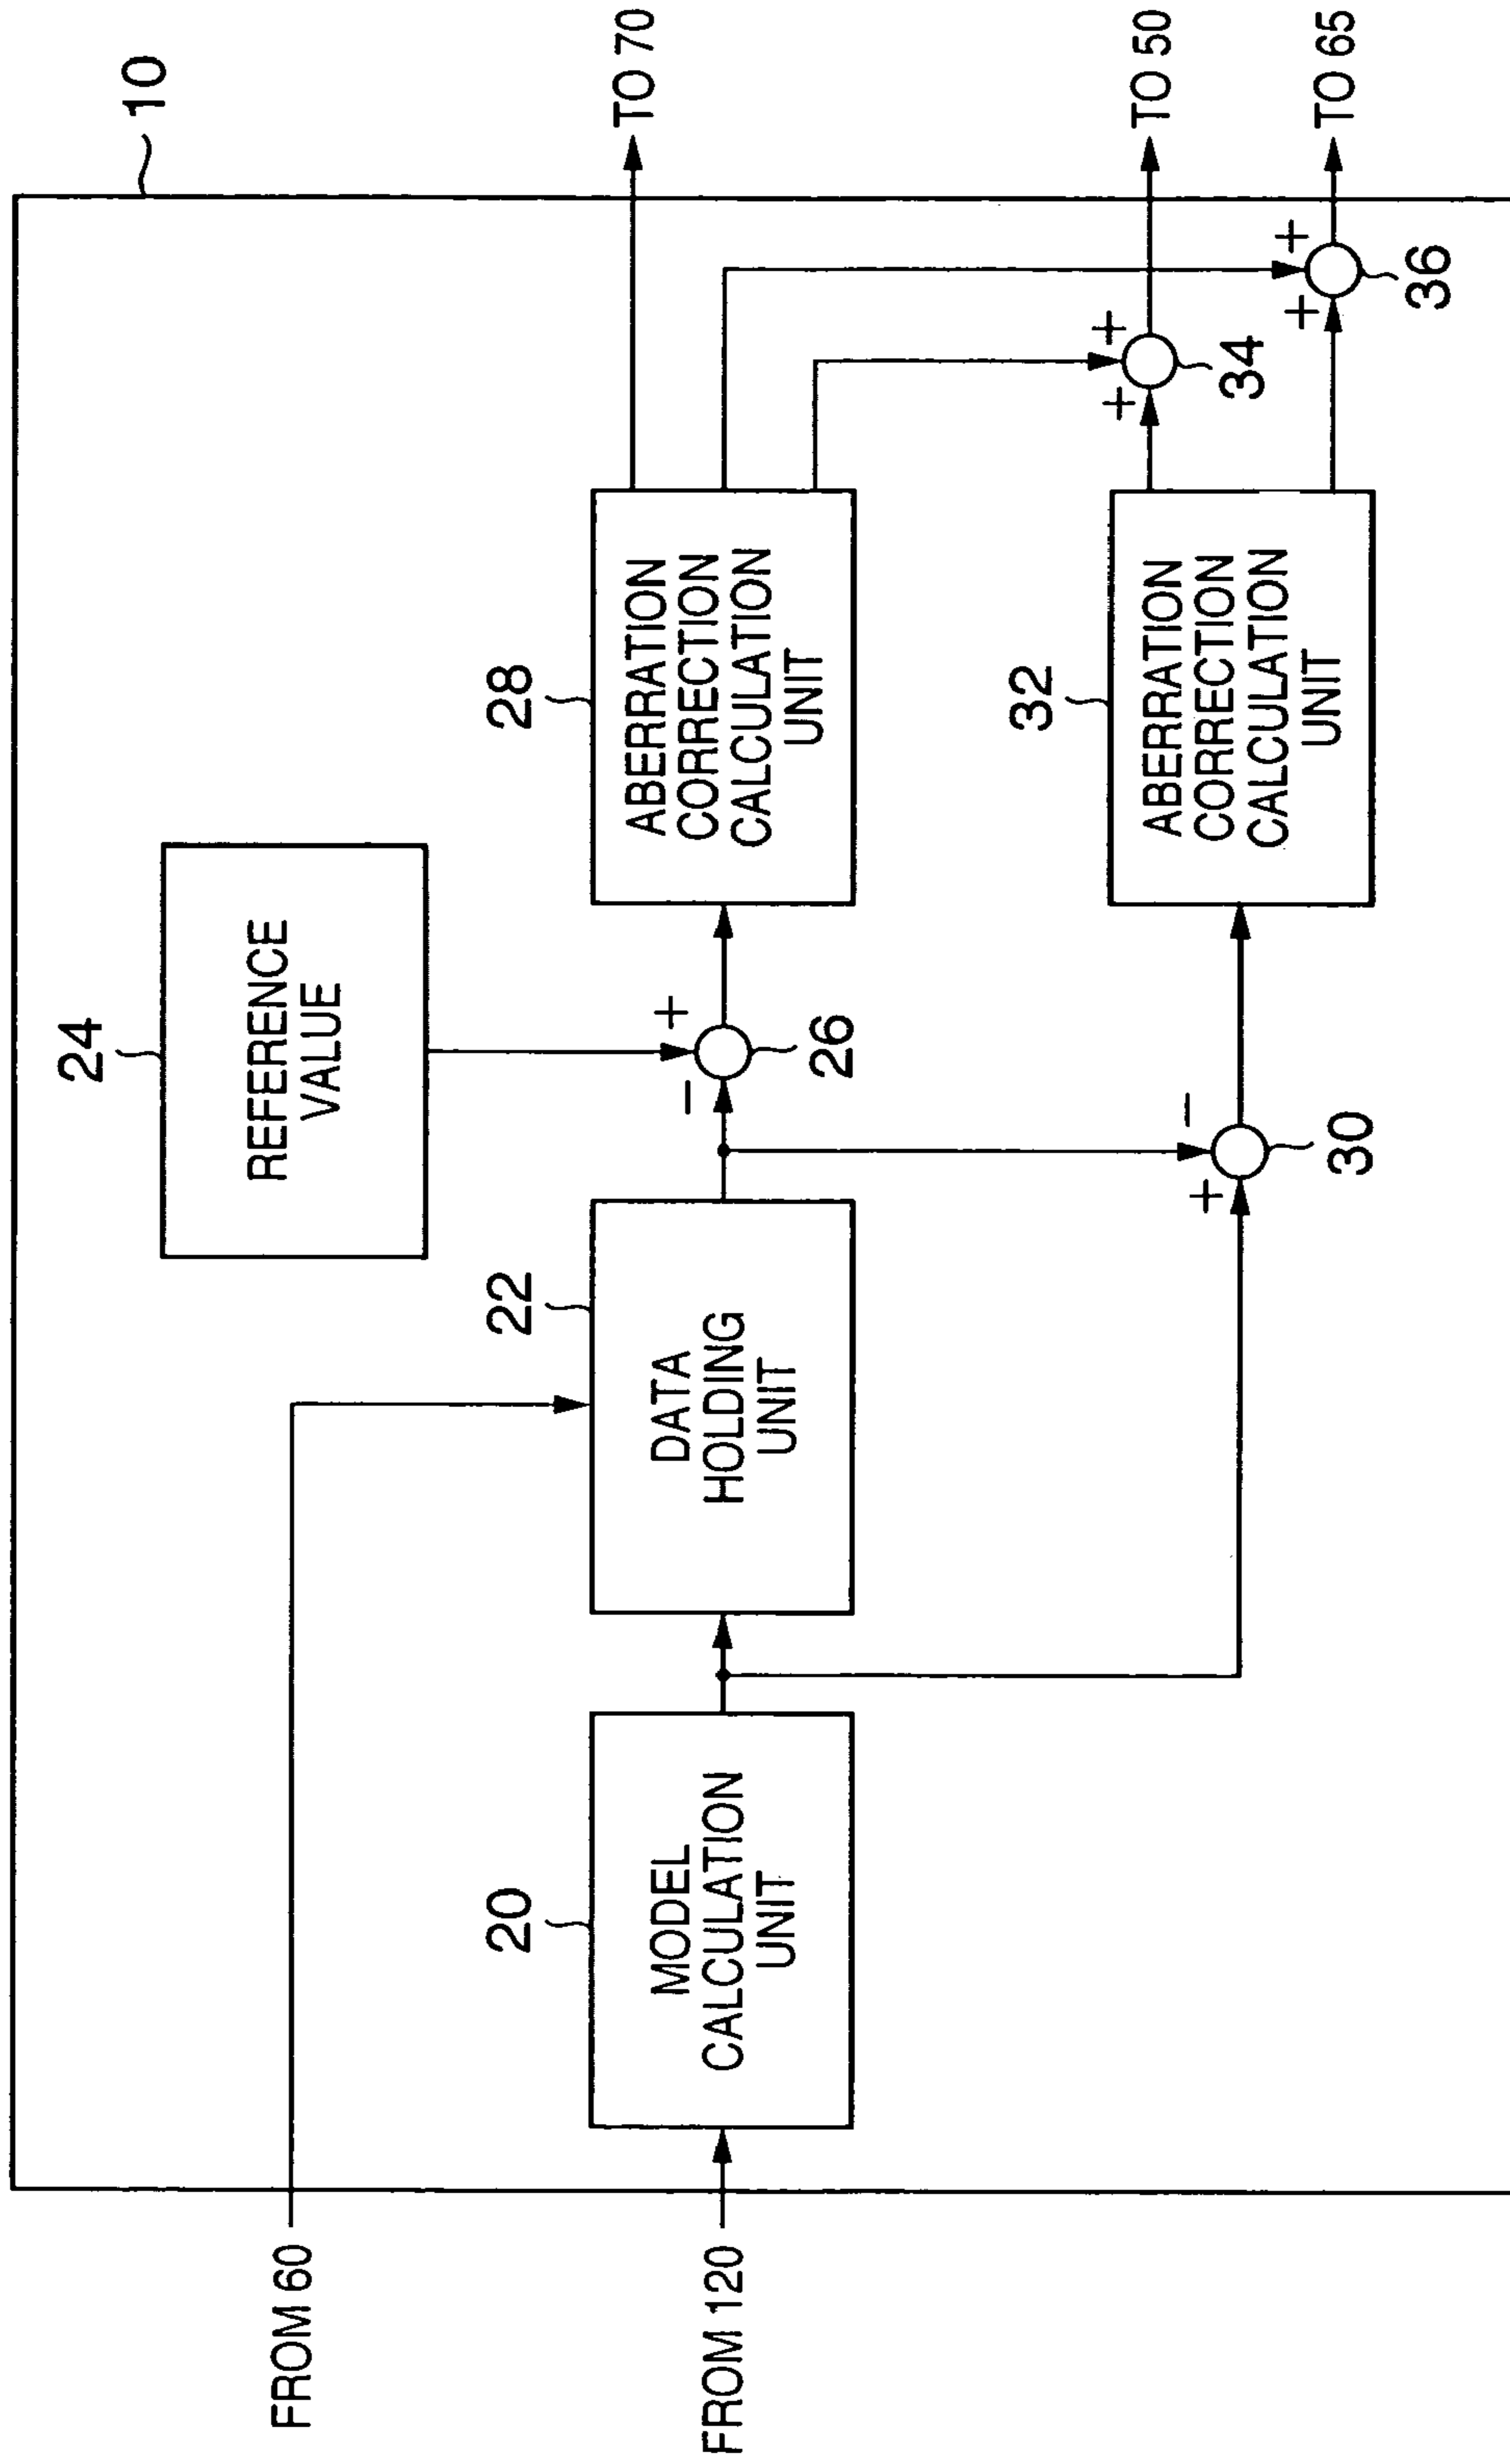 10
24
REFERENCE
VALUE
FROM 60
TO 70
20
MODEL
CALCULATION
UNIT
22
DATA
HOLDING
UNIT
−
+
26
28
ABERRATION
CORRECTION
CALCULATION
UNIT
FROM 120
+
−
30
32
ABERRATION
CORRECTION
CALCULATION
UNIT
+
+
34
TO 50
+
+
36
TO 65